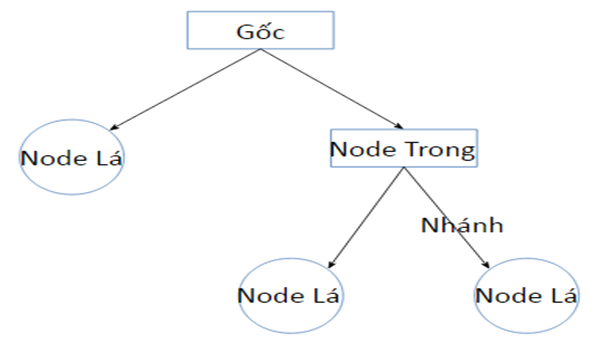 Gốc
Node Lá
Node Trong
Nhánh
Node Lá
Node Lá